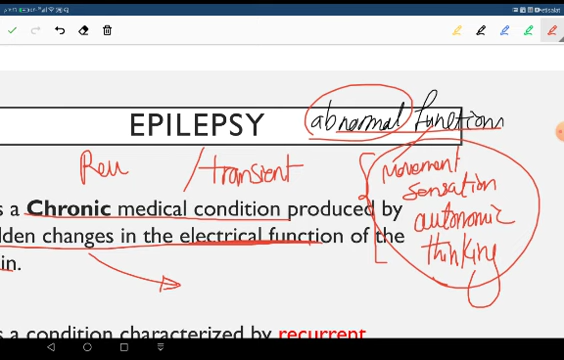 EPILEPSY
abnormal functions
Reu /transient
movement
sensation
autonomic
thinking
s a Chronic medical condition produced by
dden changes in the electrical function of the
in.
s a condition characterized by recurrent